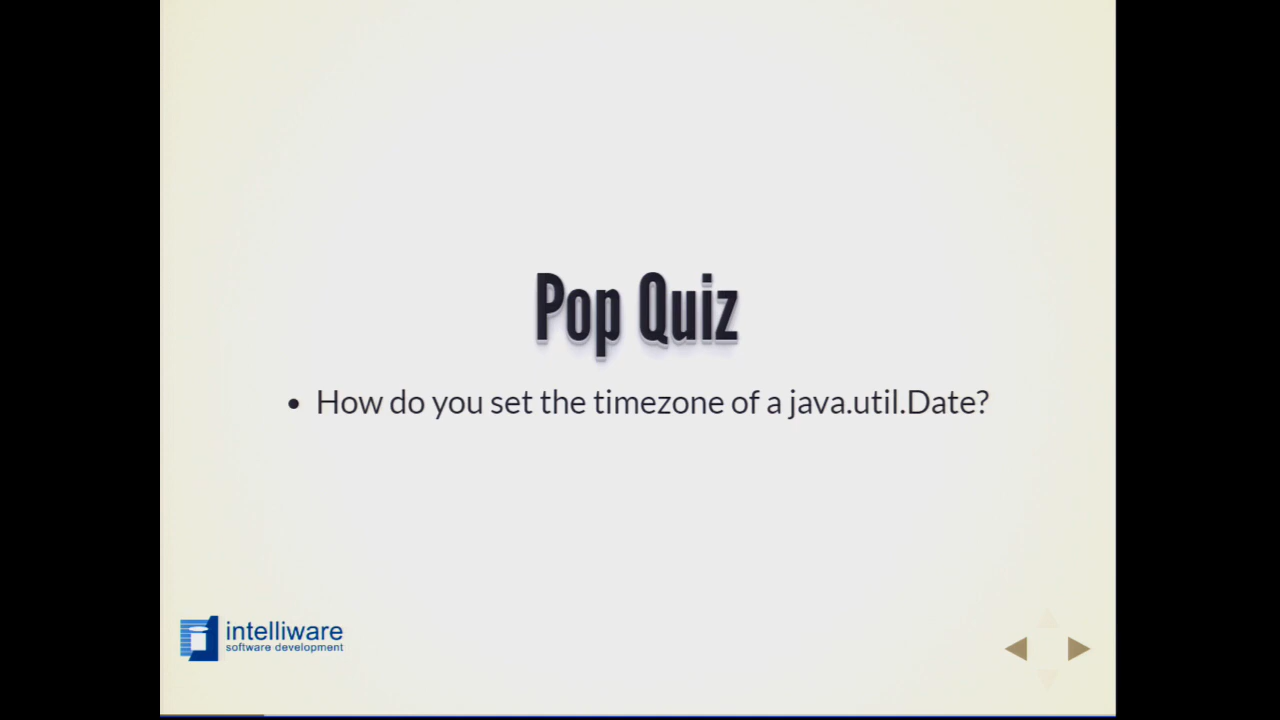 Pop Quiz
• How do you set the timezone of a java.util.Date?
intelliware
software development